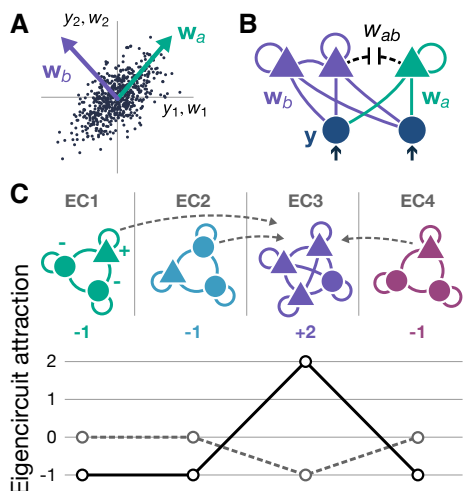 A
y2, w2
wa
wb
y1, w1
B
wab
wb
wa
y
C
EC1 EC2 EC3 EC4
- + -
-1 -1 +2 -1
Eigencircuit attraction
2
1
0
-1